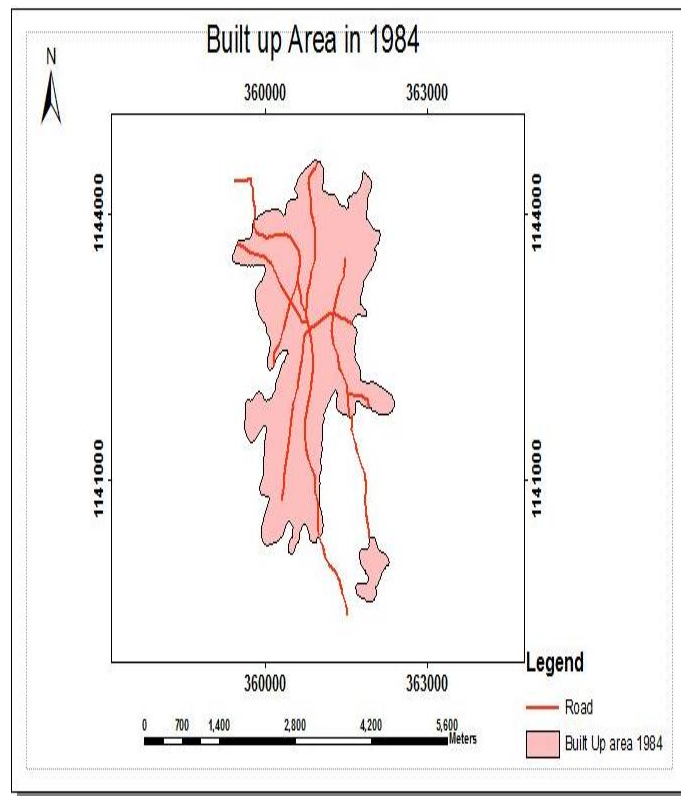 Built up Area in 1984
N
360000 363000
1144000 1144000
1141000 1141000
360000 363000
Legend
Road
Built Up area 1984
0 700 1,400 2,800 4,200 5,600
Meters